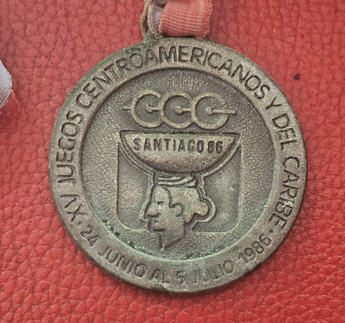 XV JUEGOS CENTROAMERICANOS Y DEL CARIBE
CCC
SANTIAGO 86
· 24 JUNIO AL 5 JULIO 1986 ·